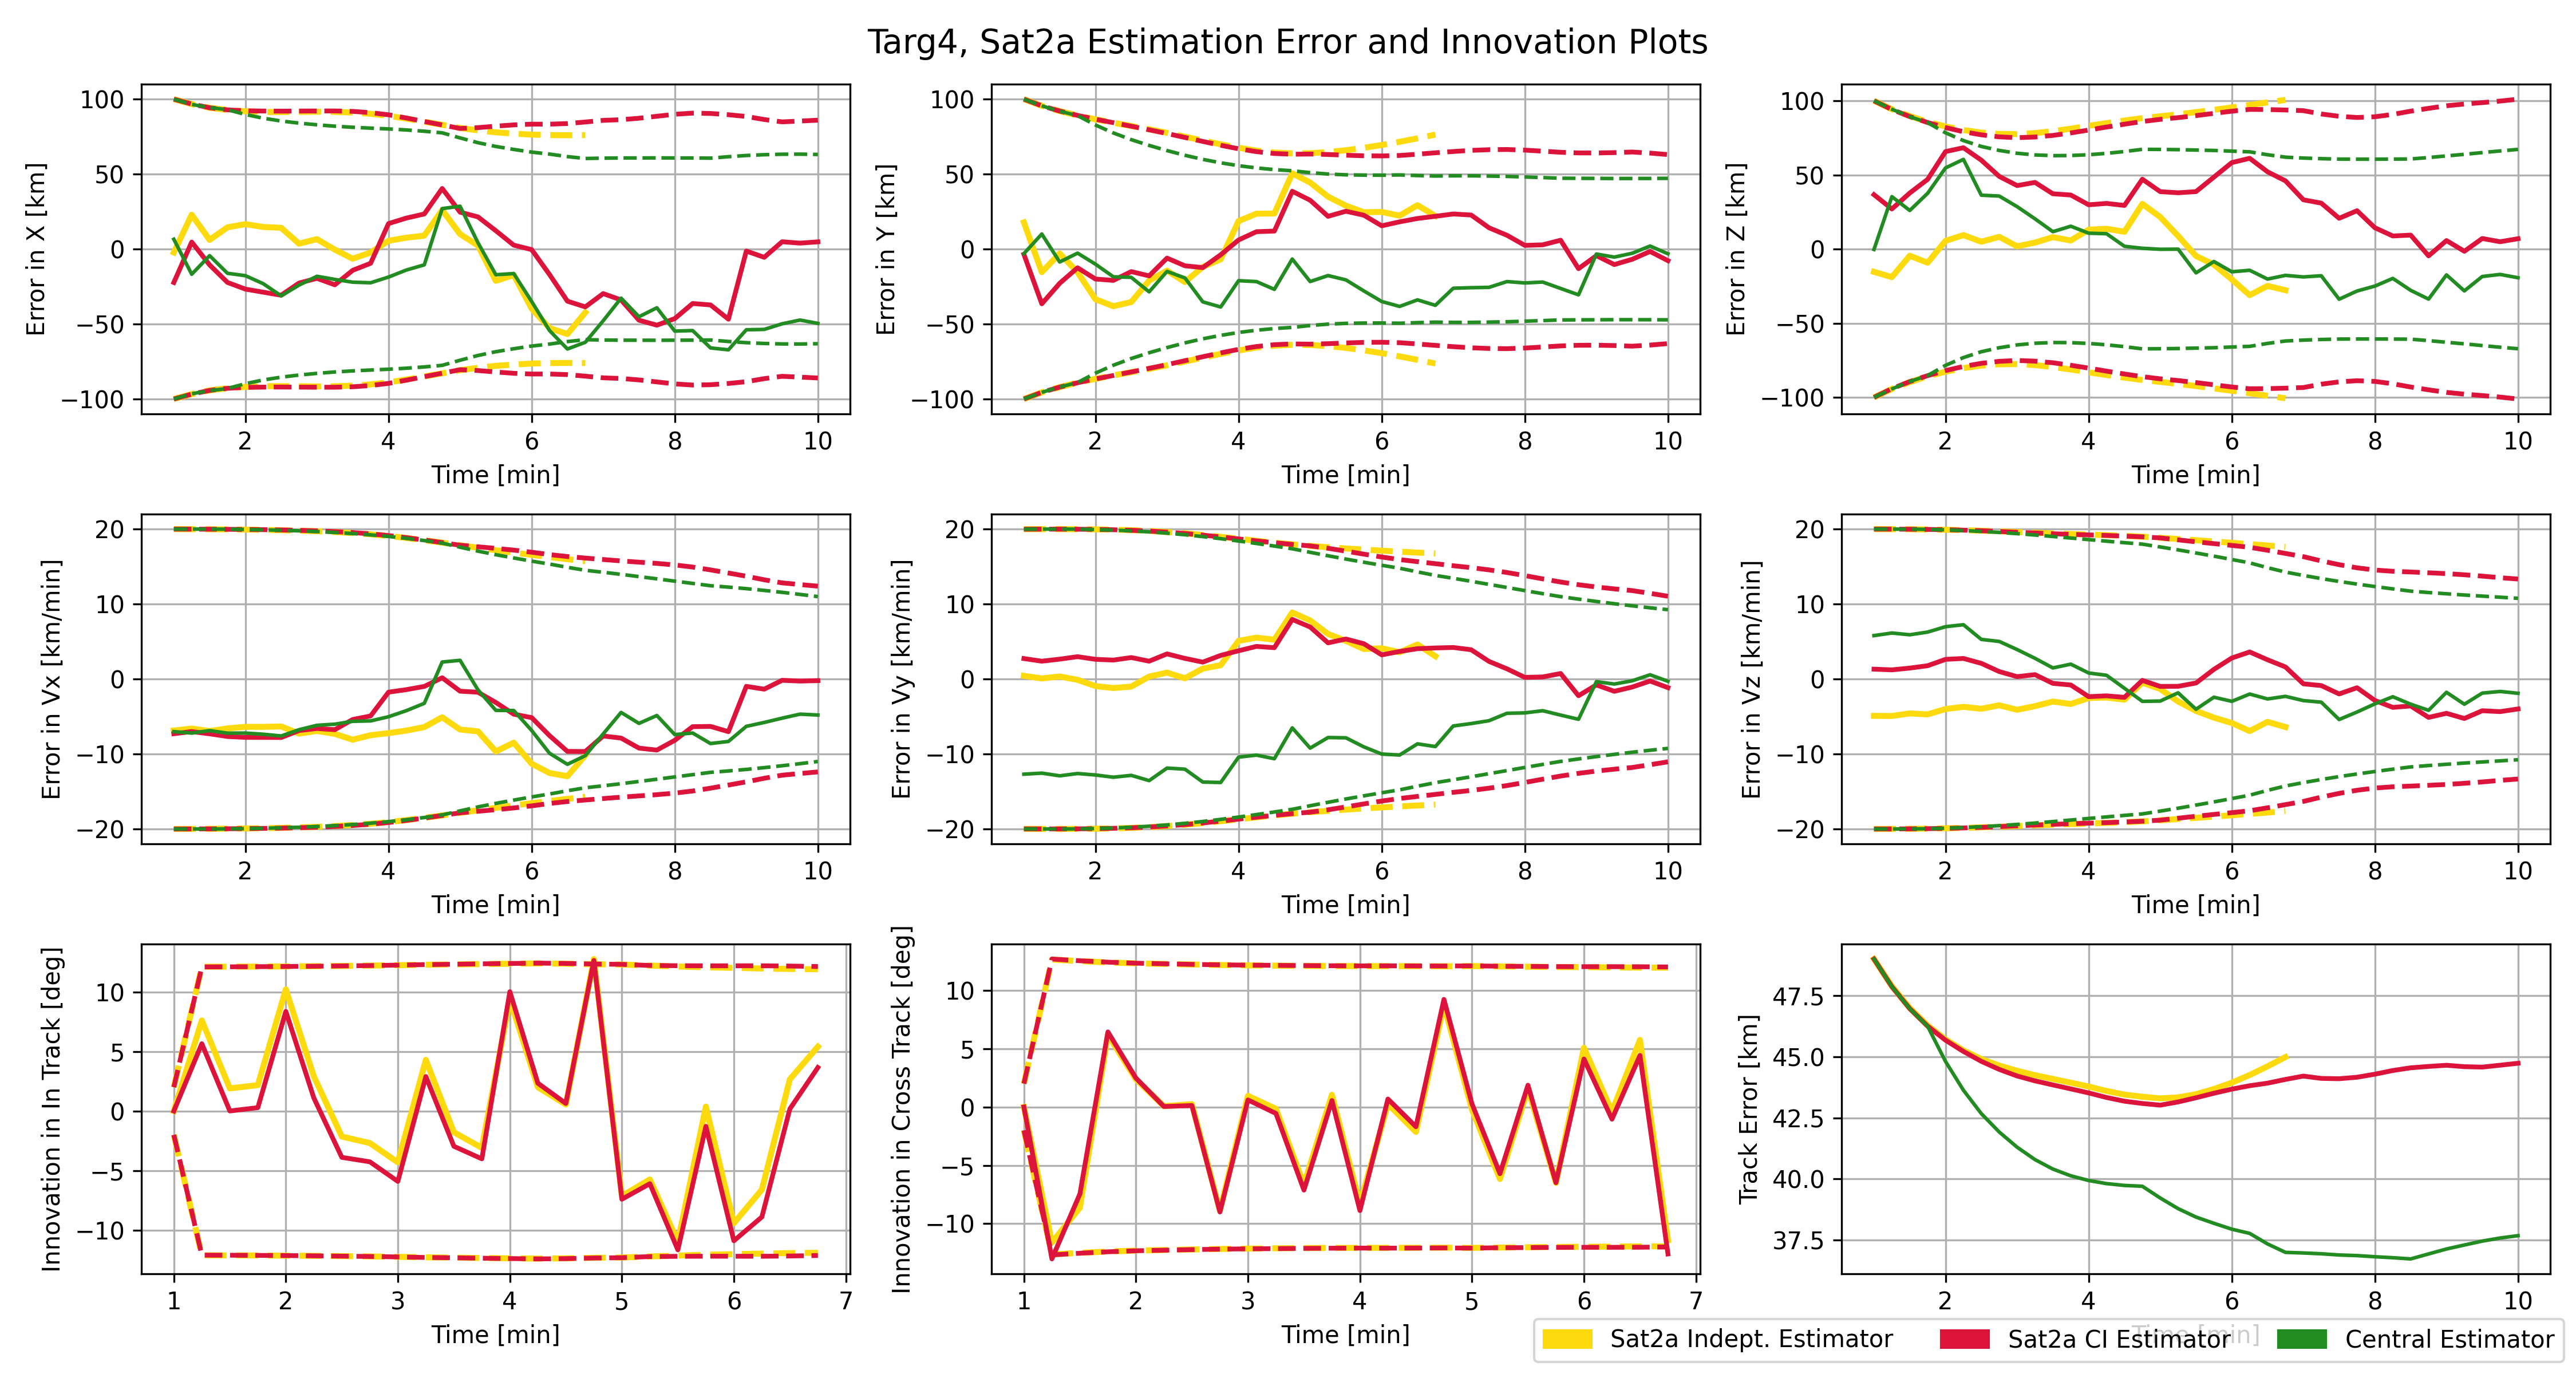 Targ4, Sat2a Estimation Error and Innovation Plots
Error in X [km]
100
50
0
−50
−100
2 4 6 8 10
Time [min]
Error in Y [km]
100
50
0
−50
−100
2 4 6 8 10
Time [min]
Error in Z [km]
100
50
0
−50
−100
2 4 6 8 10
Time [min]
Error in Vx [km/min]
20
10
0
−10
−20
2 4 6 8 10
Time [min]
Error in Vy [km/min]
20
10
0
−10
−20
2 4 6 8 10
Time [min]
Error in Vz [km/min]
20
10
0
−10
−20
2 4 6 8 10
Time [min]
Innovation in In Track [deg]
10
5
0
−5
−10
1 2 3 4 5 6 7
Time [min]
Innovation in Cross Track [deg]
10
5
0
−5
−10
1 2 3 4 5 6 7
Time [min]
Track Error [km]
47.5
45.0
42.5
40.0
37.5
2 4 6 8 10
Time [min]
Sat2a Indept. Estimator Sat2a CI Estimator Central Estimator